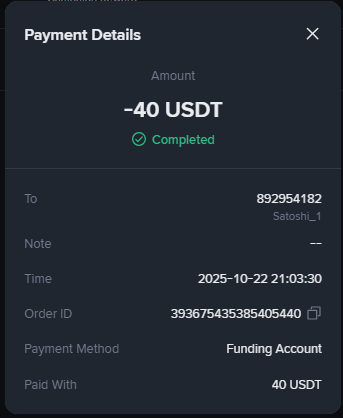 Payment Details
Amount
-40 USDT
Completed
To 892954182
Satoshi_1
Note --
Time 2025-10-22 21:03:30
Order ID 393675435385405440
Payment Method Funding Account
Paid With 40 USDT